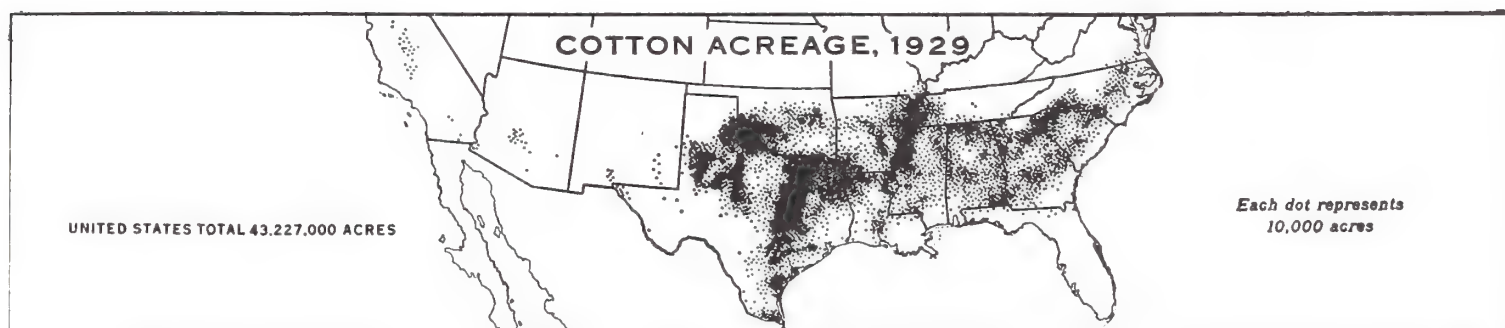 COTTON ACREAGE, 1929
UNITED STATES TOTAL 43,227,000 ACRES
Each dot represents
10,000 acres